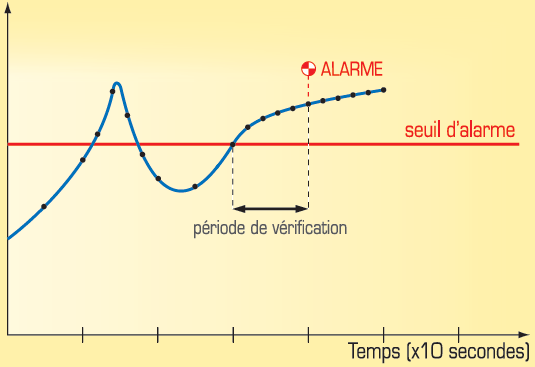 ALARME
seuil d'alarme
période de vérification
Temps (x10 secondes)